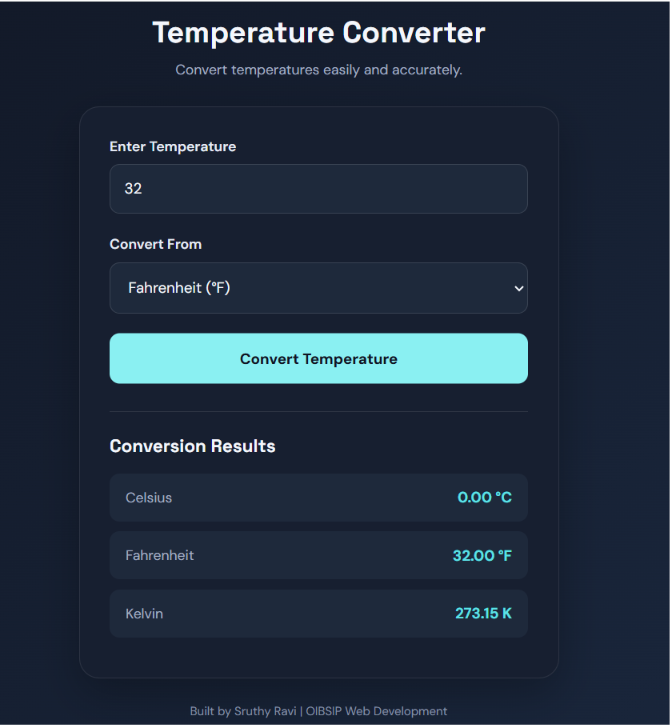 Temperature Converter
Convert temperatures easily and accurately.
Enter Temperature
32
Convert From
Fahrenheit (°F)
Convert Temperature
Conversion Results
Celsius 0.00 °C
Fahrenheit 32.00 °F
Kelvin 273.15 K
Built by Sruthy Ravi | OIBSIP Web Development